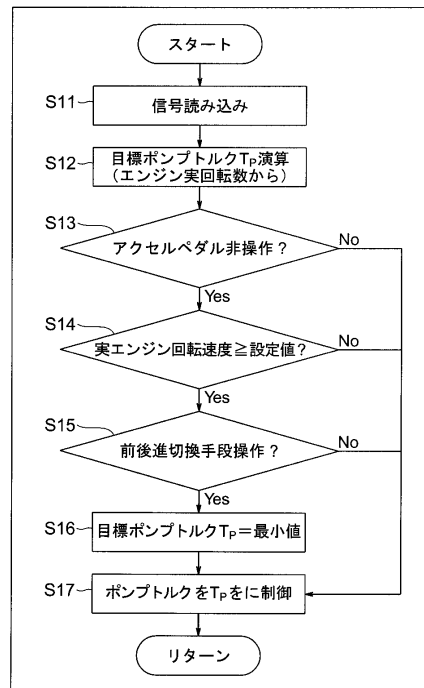 スタート
S11
信号読み込み
S12
目標ポンプトルクTP演算
(エンジン実回転数から)
S13
アクセルペダル非操作?
No
Yes
S14
実エンジン回転速度≧設定値?
No
Yes
S15
前後進切換手段操作?
No
Yes
S16
目標ポンプトルクTP=最小値
S17
ポンプトルクをTPをに制御
リターン